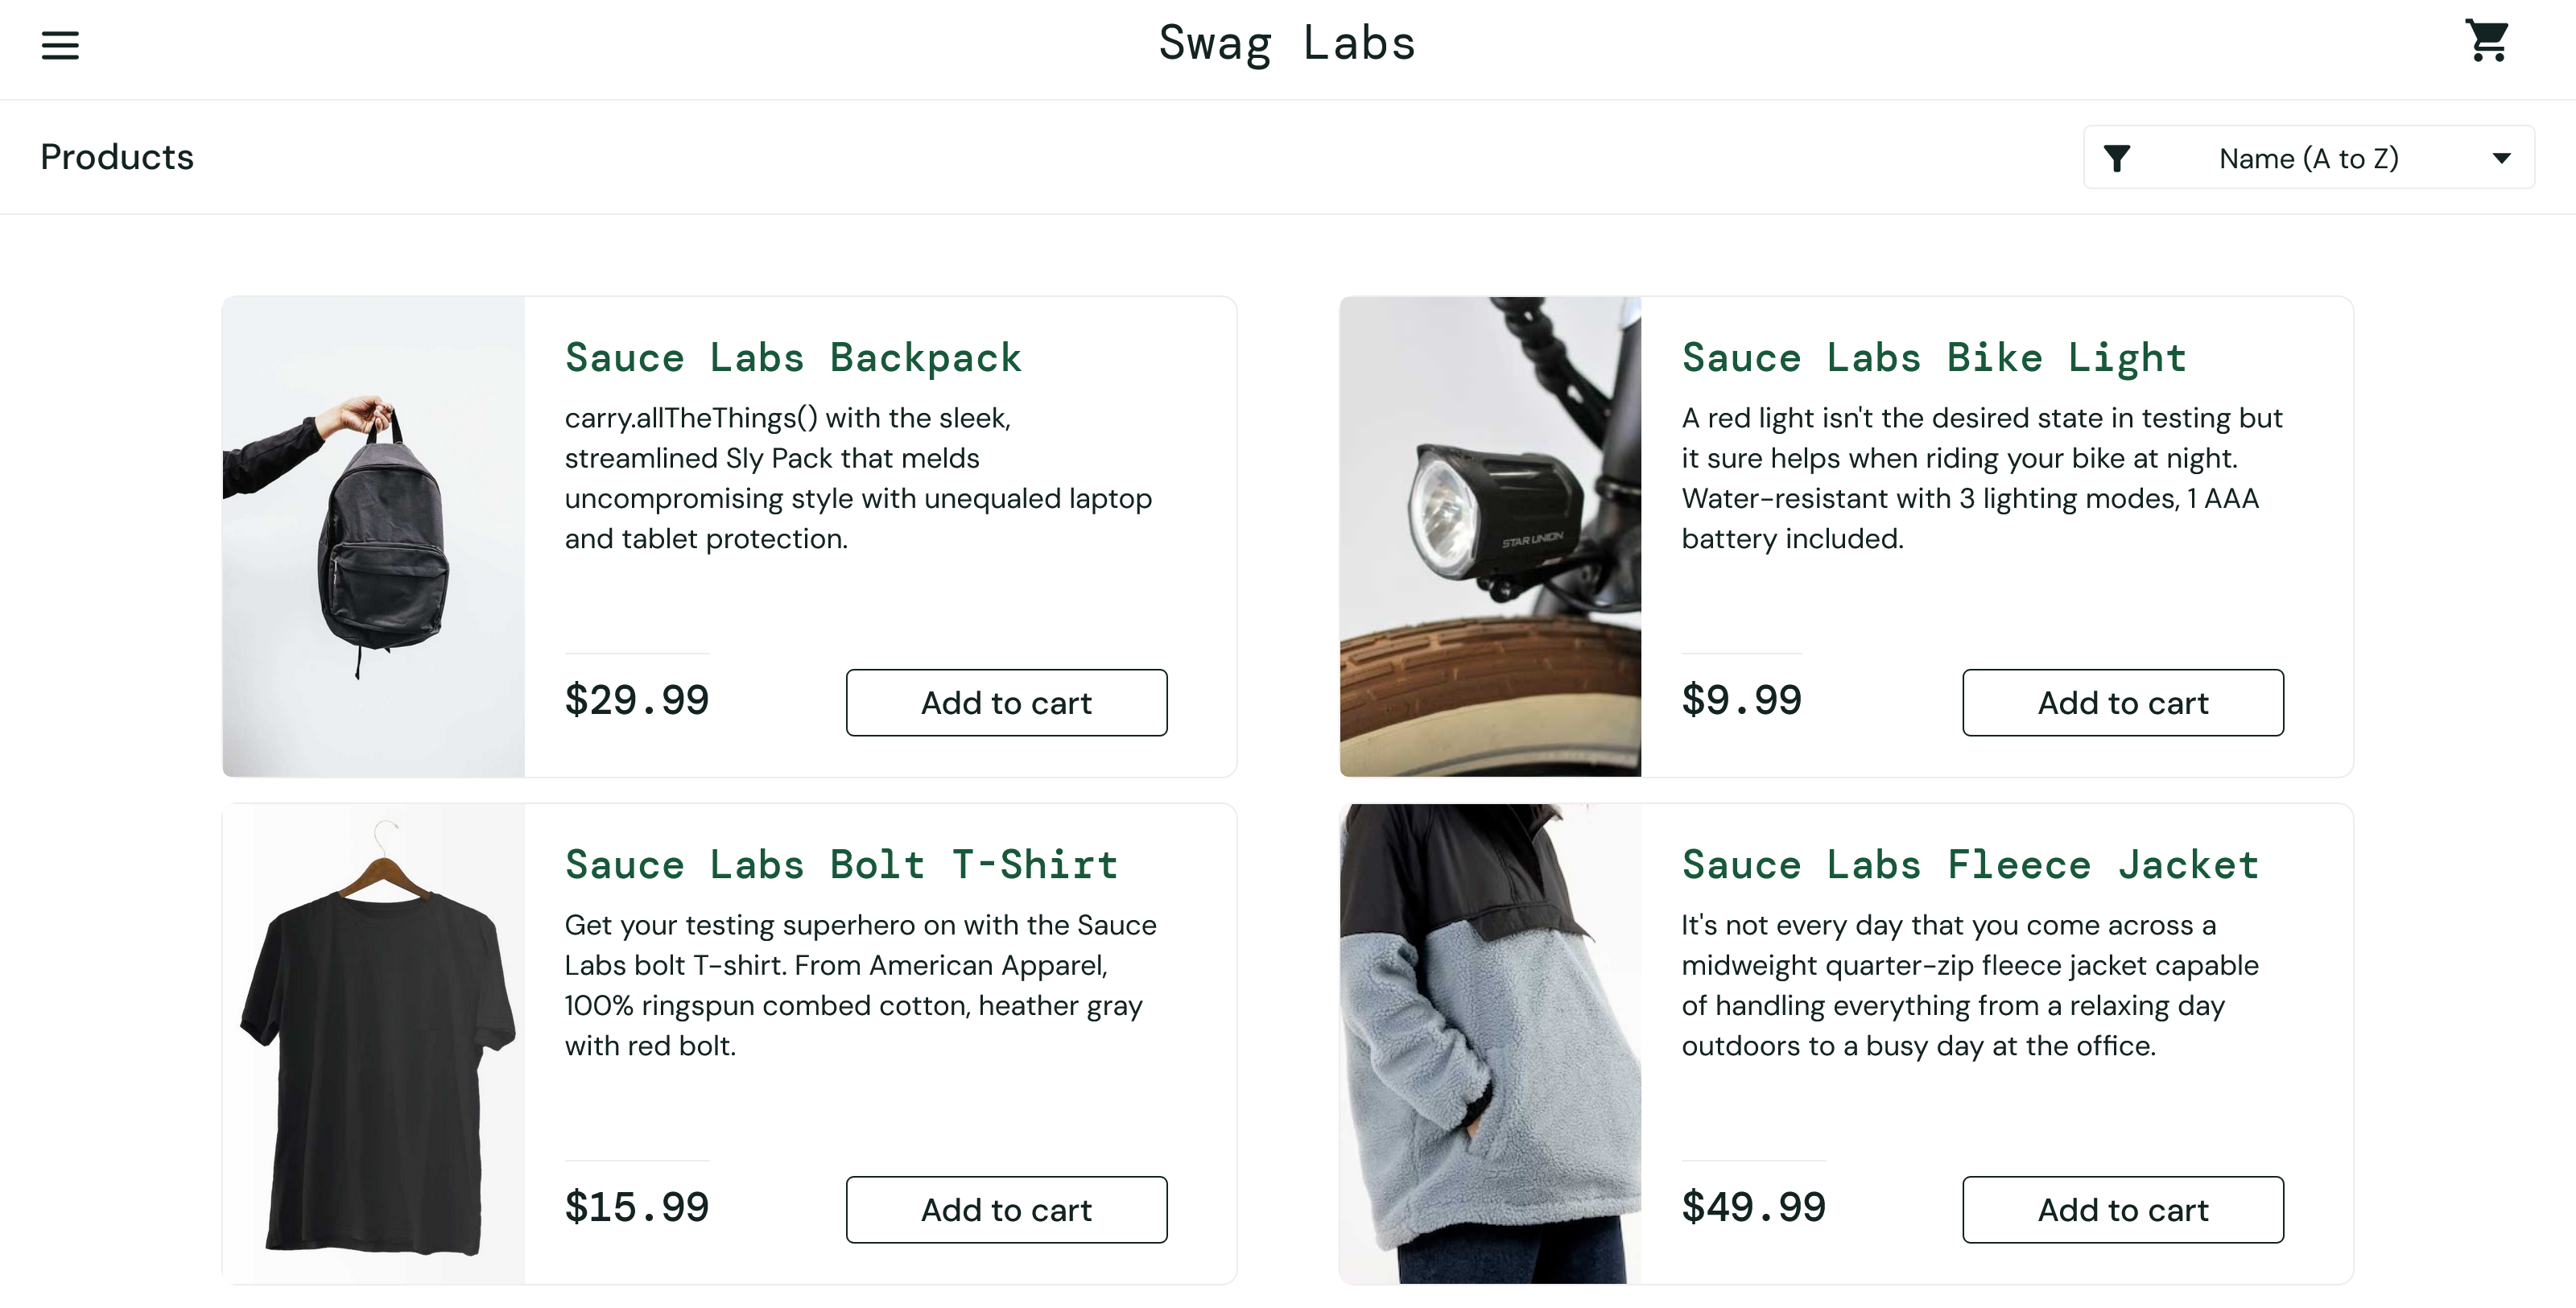 Swag Labs
Products
Name (A to Z)
Sauce Labs Backpack
carry.allTheThings() with the sleek,
streamlined Sly Pack that melds
uncompromising style with unequaled laptop
and tablet protection.
$29.99
Add to cart
Sauce Labs Bike Light
A red light isn't the desired state in testing but
it sure helps when riding your bike at night.
Water-resistant with 3 lighting modes, 1 AAA
battery included.
STAR UNION
$9.99
Add to cart
Sauce Labs Bolt T-Shirt
Get your testing superhero on with the Sauce
Labs bolt T-shirt. From American Apparel,
100% ringspun combed cotton, heather gray
with red bolt.
$15.99
Add to cart
Sauce Labs Fleece Jacket
It's not every day that you come across a
midweight quarter-zip fleece jacket capable
of handling everything from a relaxing day
outdoors to a busy day at the office.
$49.99
Add to cart